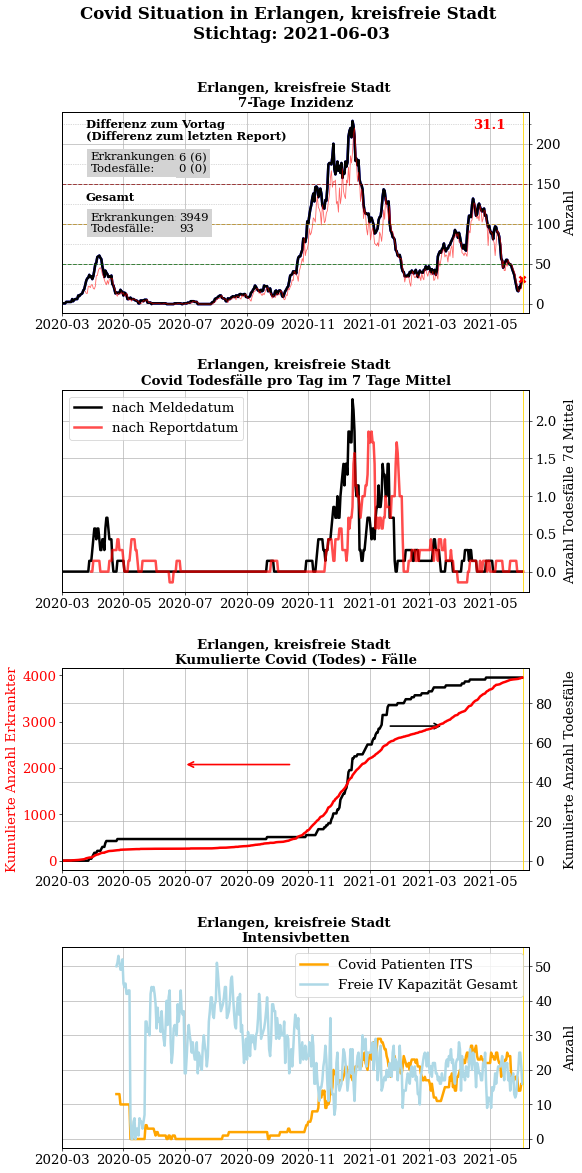 Covid Situation in Erlangen, kreisfreie Stadt
Stichtag: 2021-06-03
Erlangen, kreisfreie Stadt
7-Tage Inzidenz
Differenz zum Vortag
(Differenz zum letzten Report)
Erkrankungen 6 (6)
Todesfälle: 0 (0)
Gesamt
Erkrankungen 3949
Todesfälle: 93
31.1
200
150
100
50
0
Anzahl
2020-03 2020-05 2020-07 2020-09 2020-11 2021-01 2021-03 2021-05
Erlangen, kreisfreie Stadt
Covid Todesfälle pro Tag im 7 Tage Mittel
nach Meldedatum
nach Reportdatum
2.0
1.5
1.0
0.5
0.0
Anzahl Todesfälle 7d Mittel
2020-03 2020-05 2020-07 2020-09 2020-11 2021-01 2021-03 2021-05
Erlangen, kreisfreie Stadt
Kumulierte Covid (Todes) - Fälle
Kumulierte Anzahl Erkrankter
4000
3000
2000
1000
0
80
60
40
20
0
Kumulierte Anzahl Todesfälle
2020-03 2020-05 2020-07 2020-09 2020-11 2021-01 2021-03 2021-05
Erlangen, kreisfreie Stadt
Intensivbetten
Covid Patienten ITS
Freie IV Kapazität Gesamt
50
40
30
20
10
0
Anzahl
2020-03 2020-05 2020-07 2020-09 2020-11 2021-01 2021-03 2021-05